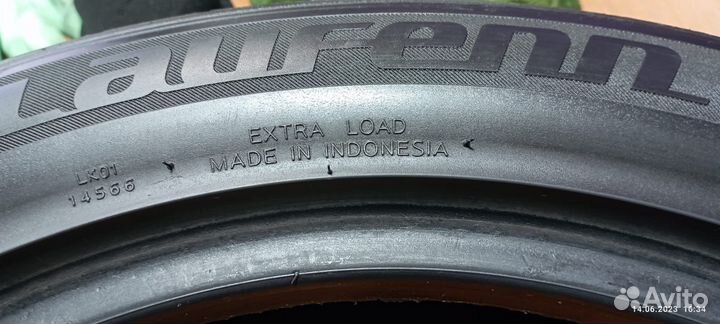 Laufenn
EXTRA LOAD
MADE IN INDONESIA
LK01
14566
Avito
14.06.2023 16:34